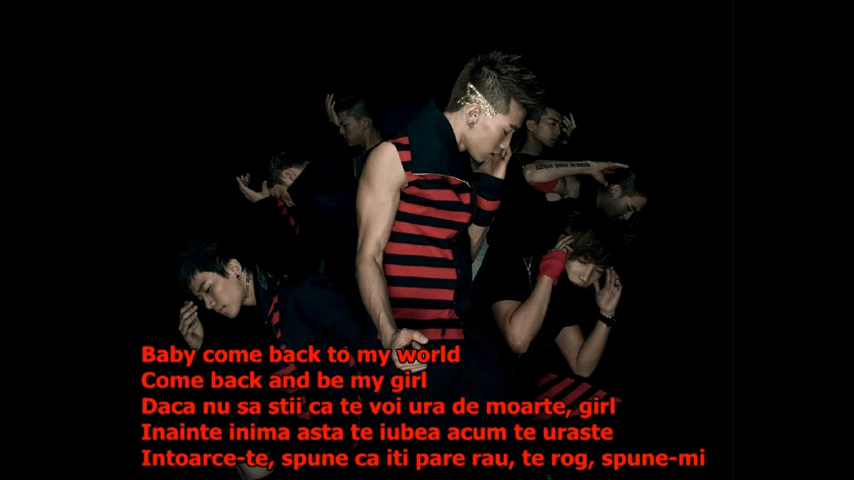 Baby come back to my world
Come back and be my girl
Daca nu sa stii ca te voi ura de moarte, girl
Inainte inima asta te iubea acum te uraste
Intoarce-te, spune ca iti pare rau, te rog, spune-mi